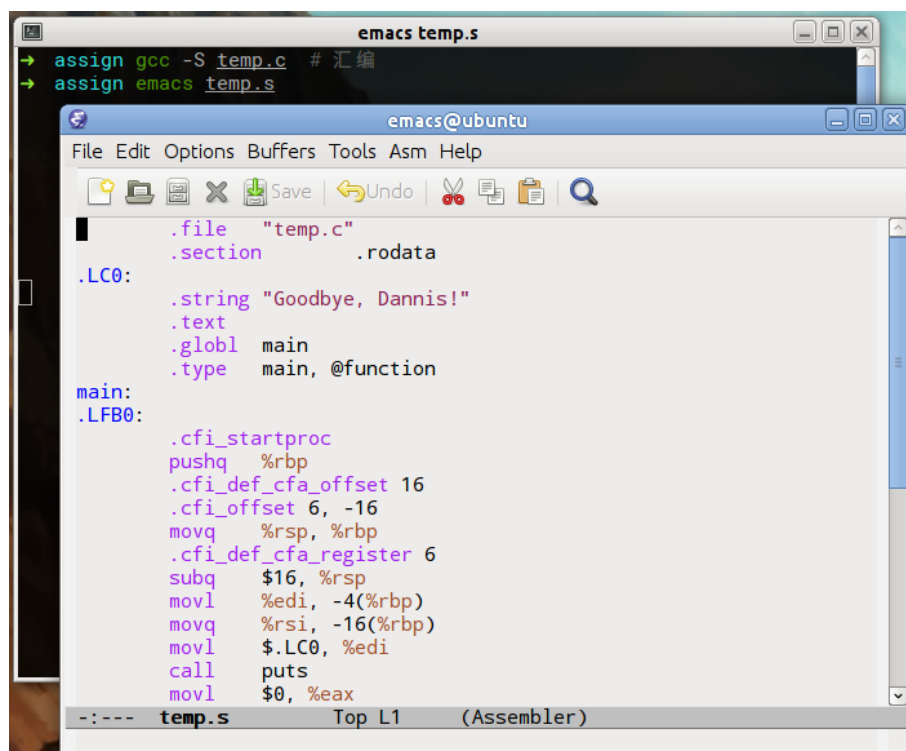 emacs temp.s
→ assign gcc -S temp.c # 汇编
→ assign emacs temp.s
emacs@ubuntu
File Edit Options Buffers Tools Asm Help
Save Undo
.file "temp.c"
.section .rodata
.LC0:
.string "Goodbye, Dannis!"
.text
.globl main
.type main, @function
main:
.LFB0:
.cfi_startproc
pushq %rbp
.cfi_def_cfa_offset 16
.cfi_offset 6, -16
movq %rsp, %rbp
.cfi_def_cfa_register 6
subq $16, %rsp
movl %edi, -4(%rbp)
movq %rsi, -16(%rbp)
movl $.LC0, %edi
call puts
movl $0, %eax
-:--- temp.s Top L1 (Assembler)